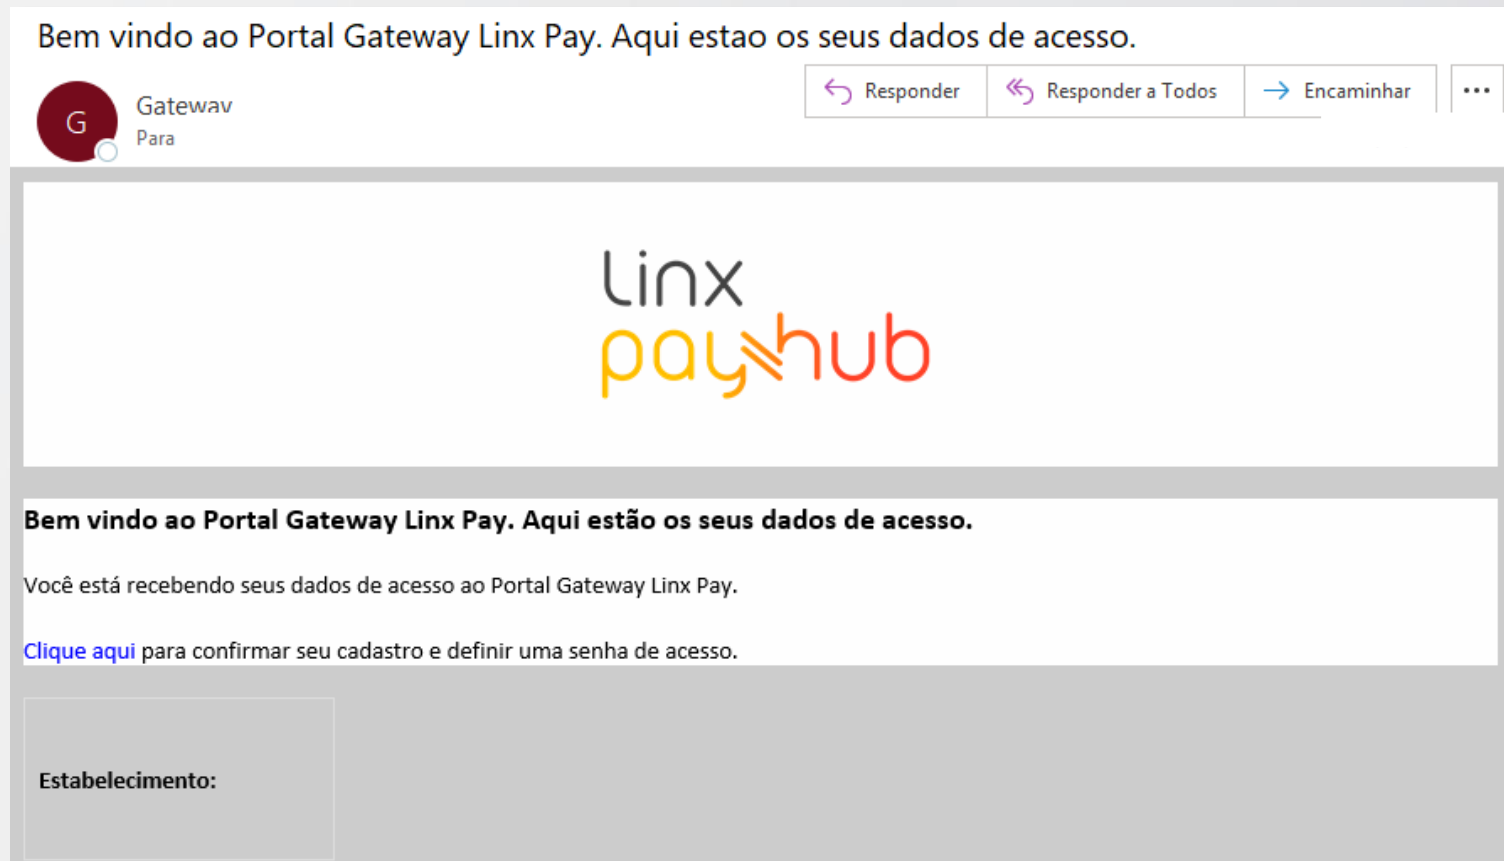 Bem vindo ao Portal Gateway Linx Pay. Aqui estao os seus dados de acesso.
Responder
Responder a Todos
Encaminhar
G
Gateway
Para
linx
payhub
Bem vindo ao Portal Gateway Linx Pay. Aqui estão os seus dados de acesso.
Você está recebendo seus dados de acesso ao Portal Gateway Linx Pay.
Clique aqui para confirmar seu cadastro e definir uma senha de acesso.
Estabelecimento: